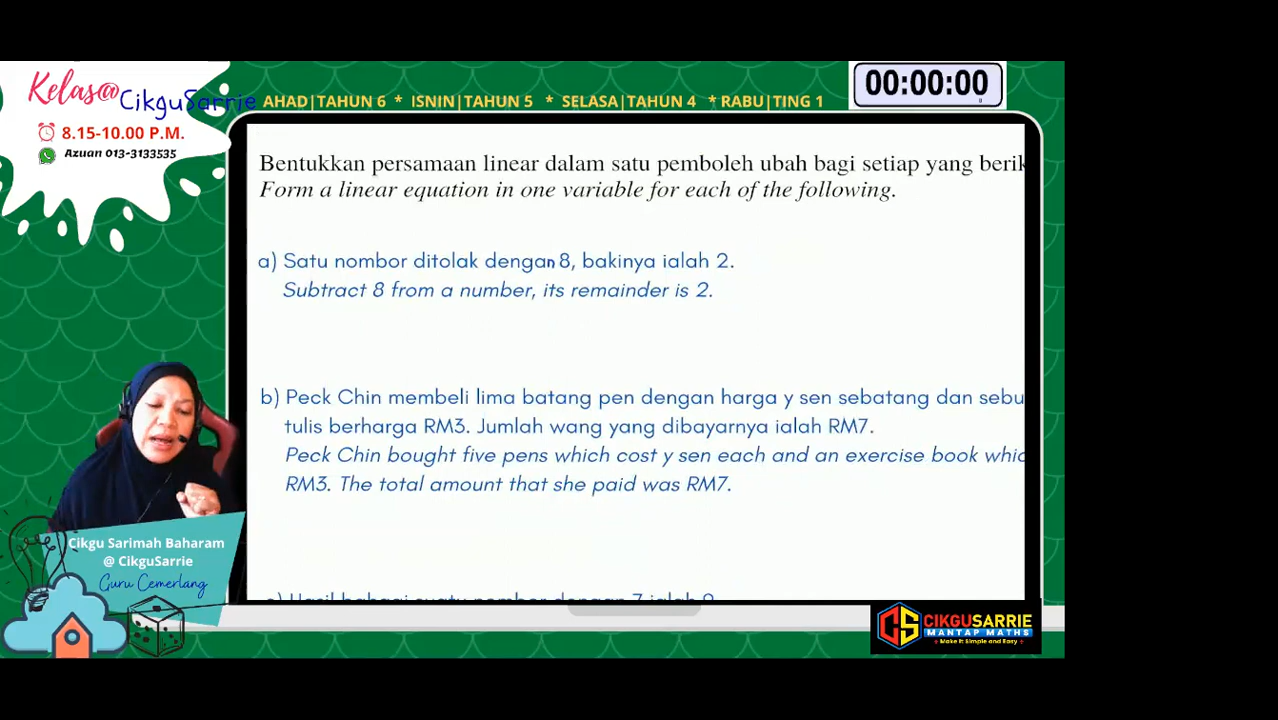 Kelas@CikguSarrie
8.15-10.00 P.M.
Azuan 013-3133535
AHAD|TAHUN 6 * ISNIN|TAHUN 5 * SELASA|TAHUN 4 * RABU|TING 1
00:00:00
Bentukkan persamaan linear dalam satu pemboleh ubah bagi setiap yang berik
Form a linear equation in one variable for each of the following.
a) Satu nombor ditolak dengan 8, bakinya ialah 2.
Subtract 8 from a number, its remainder is 2.
b) Peck Chin membeli lima batang pen dengan harga y sen sebatang dan sebu
tulis berharga RM3. Jumlah wang yang dibayarnya ialah RM7.
Peck Chin bought five pens which cost y sen each and an exercise book whic
RM3. The total amount that she paid was RM7.
Cikgu Sarimah Baharam
@ CikguSarrie
Guru Cemerlang
CS CIKGUSARRIE
MANTAP MATHS
Make It Simple and Easy